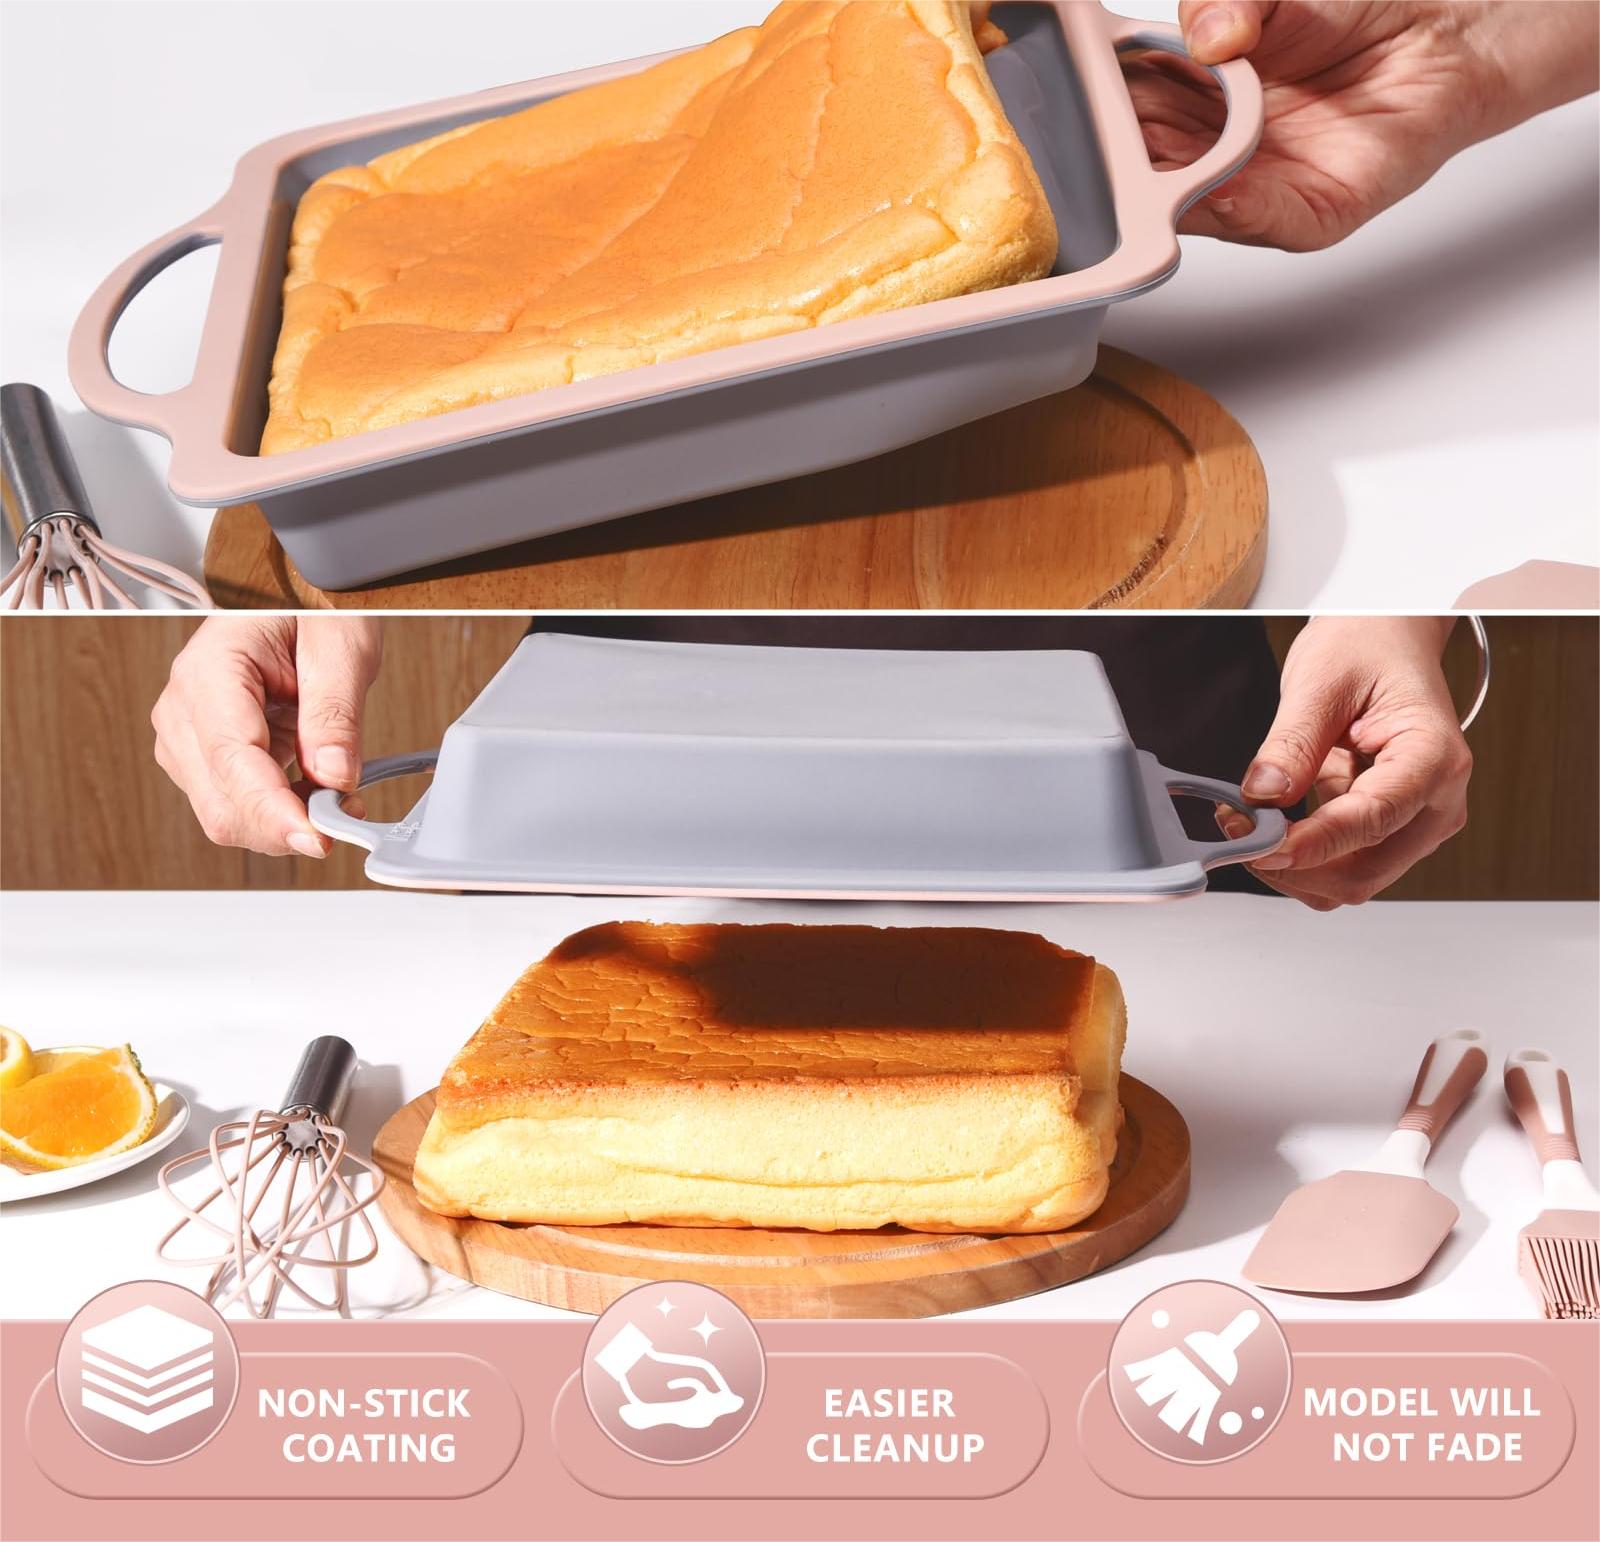 NON-STICK
COATING
EASIER
CLEANUP
MODEL WILL
NOT FADE